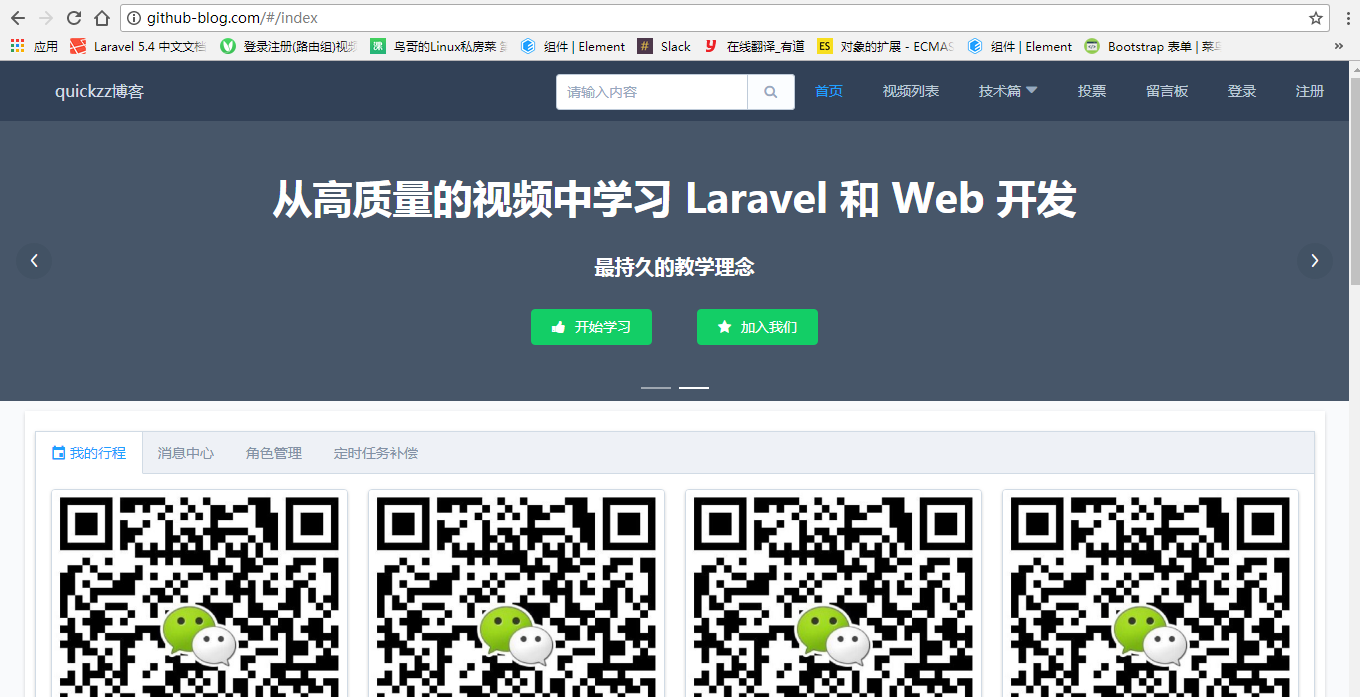 github-blog.com/#/index
应用 Laravel 5.4 中文文档 登录注册(路由组)视频 鸟哥的Linux私房菜 组件 | Element # Slack 在线翻译_有道 ES 对象的扩展 - ECMAS 组件 | Element Bootstrap 表单 | 菜鸟 »
quickzz博客 请输入内容 首页 视频列表 技术篇 投票 留言板 登录 注册
从高质量的视频中学习 Laravel 和 Web 开发
最持久的教学理念
开始学习 加入我们
我的行程 消息中心 角色管理 定时任务补偿